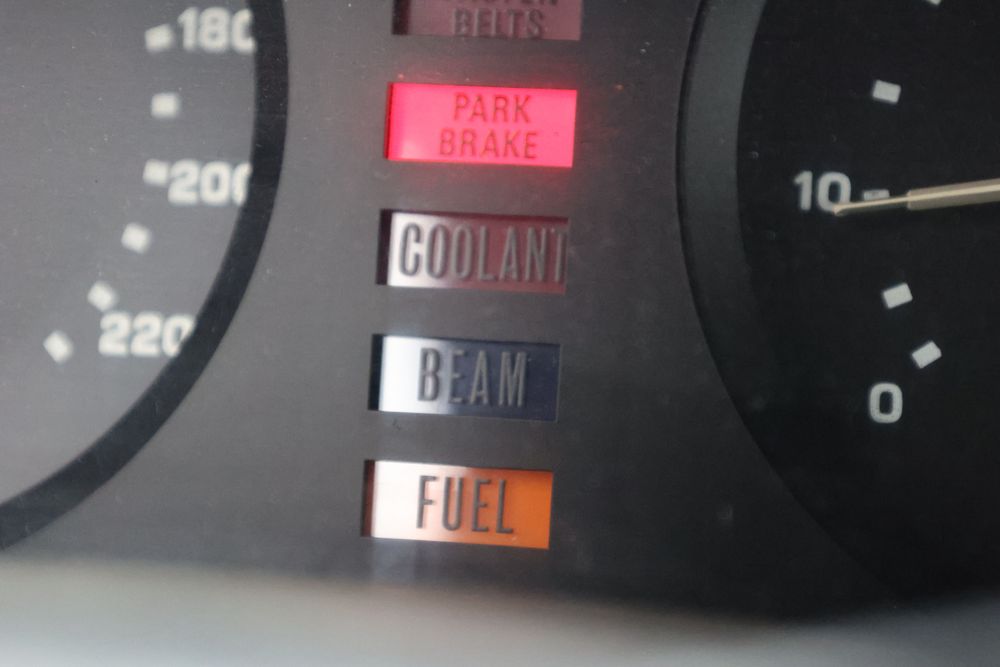 180
BELTS
PARK
BRAKE
200
10
COOLANT
220
BEAM
0
FUEL